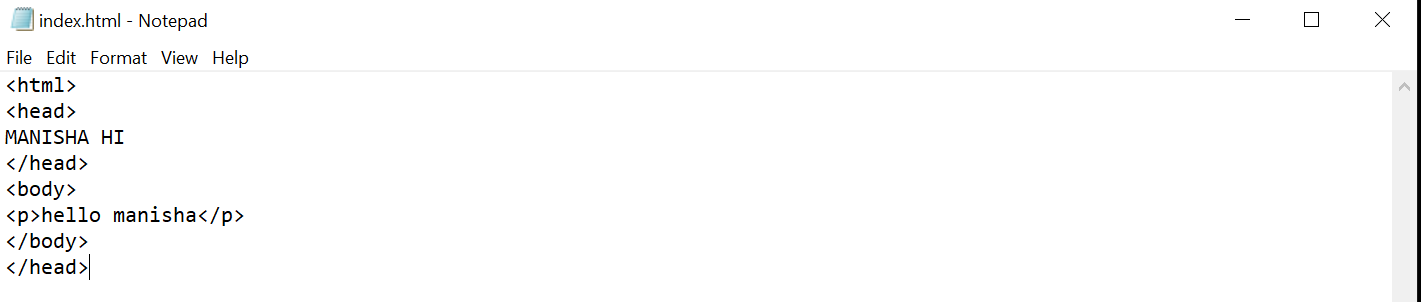 index.html - Notepad
File Edit Format View Help
<html>
<head>
MANISHA HI
</head>
<body>
<p>hello manisha</p>
</body>
</head>